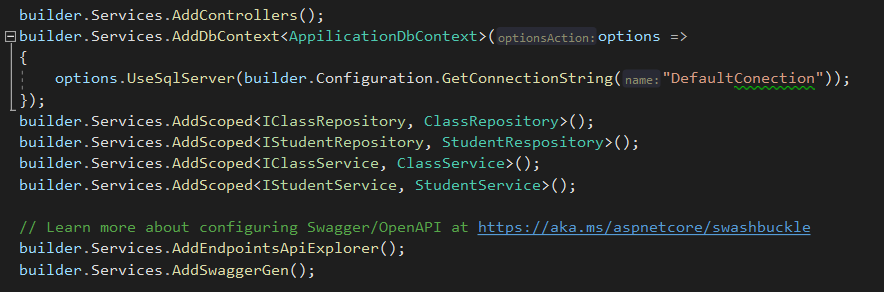 builder.Services.AddControllers();
builder.Services.AddDbContext<AppilicationDbContext>(optionsAction: options =>
{
    options.UseSqlServer(builder.Configuration.GetConnectionString(name: "DefaultConection"));
});
builder.Services.AddScoped<IClassRepository, ClassRepository>();
builder.Services.AddScoped<IStudentRepository, StudentRespository>();
builder.Services.AddScoped<IClassService, ClassService>();
builder.Services.AddScoped<IStudentService, StudentService>();

// Learn more about configuring Swagger/OpenAPI at https://aka.ms/aspnetcore/swashbuckle
builder.Services.AddEndpointsApiExplorer();
builder.Services.AddSwaggerGen();